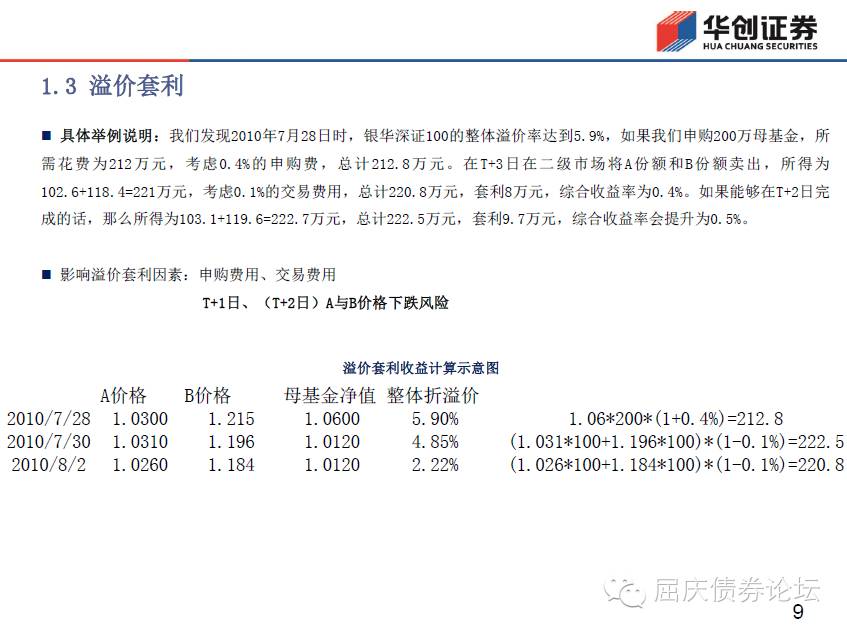 华创证券
HUA CHUANG SECURITIES
1.3 溢价套利
■ 具体举例说明：我们发现2010年7月28日时，银华深证100的整体溢价率达到5.9%，如果我们申购200万母基金，所
需花费为212万元，考虑0.4%的申购费，总计212.8万元。在T+3日在二级市场将A份额和B份额卖出，所得为
102.6+118.4=221万元，考虑0.1%的交易费用，总计220.8万元，套利8万元，综合收益率为0.4%。如果能够在T+2日完
成的话，那么所得为103.1+119.6=222.7万元，总计222.5万元，套利9.7万元，综合收益率会提升为0.5%。
■ 影响溢价套利因素：申购费用、交易费用
T+1日、（T+2日）A与B价格下跌风险
溢价套利收益计算示意图
A价格 B价格 母基金净值 整体折溢价
2010/7/28 1.0300 1.215 1.0600 5.90% 1.06*200*(1+0.4%)=212.8
2010/7/30 1.0310 1.196 1.0120 4.85% (1.031*100+1.196*100)*(1-0.1%)=222.5
2010/8/2 1.0260 1.184 1.0120 2.22% (1.026*100+1.184*100)*(1-0.1%)=220.8
屈庆债券论坛
9